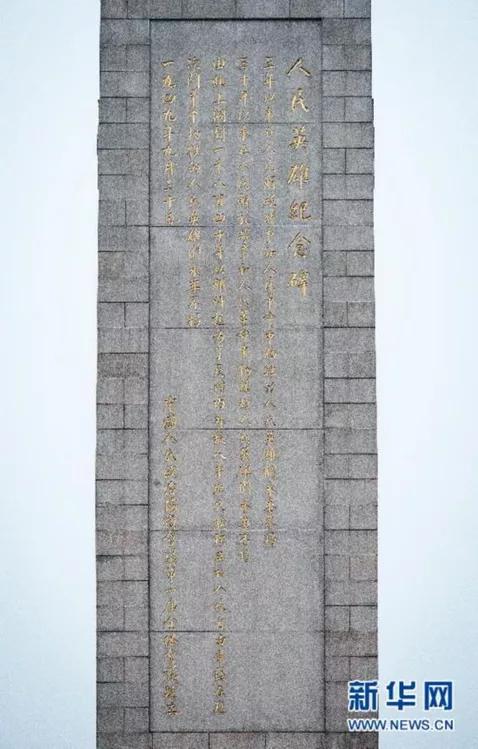 人民英雄紀念碑
三年以來在人民解放戰爭和人民革命中犧牲的人民英雄們永垂不朽
三十年以來在人民解放戰爭和人民革命中犧牲的人民英雄們永垂不朽
由此上溯到一千八百四十年從那時起為了反對內外敵人爭取民族獨立和人民自由幸福在歷
次鬥爭中犧牲的人民英雄們永垂不朽
一九四九年九月三十日
中國人民政治協商會議第一屆全體會議建立
新华网
WWW.NEWS.CN